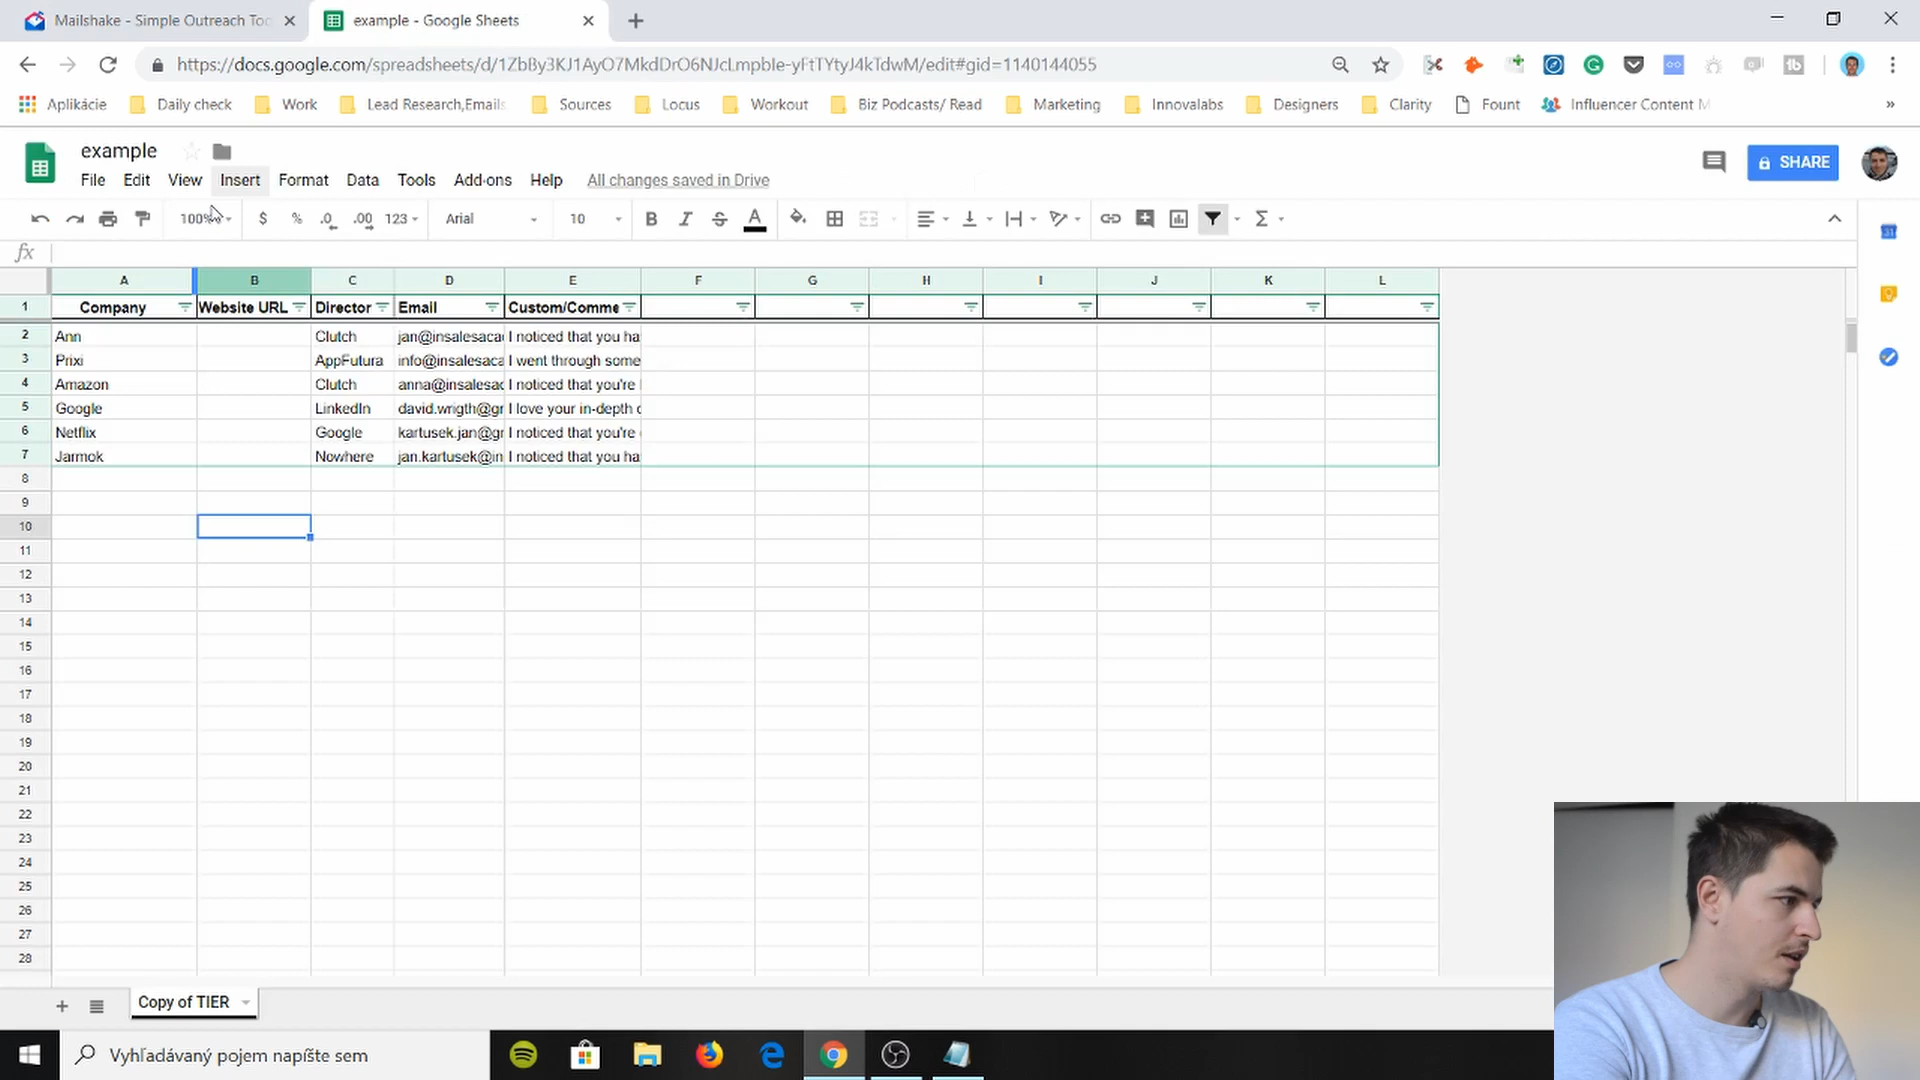 Mailshake - Simple Outreach Too
example - Google Sheets
https://docs.google.com/spreadsheets/d/1ZbBy3KJ1AyO7MkdDrO6NJcLmpbIe-yFtTYtyJ4kTdwM/edit#gid=1140144055
Aplikácie
Daily check
Work
Lead Research,Emails
Sources
Locus
Workout
Biz Podcasts/ Read
Marketing
Innovalabs
Designers
Clarity
Fount
Influencer Content M
»
example
SHARE
File Edit View Insert Format Data Tools Add-ons Help All changes saved in Drive
100% $ % .0 .00 123 Arial 10 B I S A Σ
fx
A B C D E F G H I J K L
1 Company Website URL Director Email Custom/Comme
2 Ann Clutch jan@insalesaca I noticed that you ha
3 Prixi AppFutura info@insalesaca I went through some
4 Amazon Clutch anna@insalesac I noticed that you're
5 Google LinkedIn david.wrigth@gr I love your in-depth c
6 Netflix Google kartusek.jan@gr I noticed that you're
7 Jarmok Nowhere jan.kartusek@in I noticed that you ha
8
9
10
11
12
13
14
15
16
17
18
19
20
21
22
23
24
25
26
27
28
Copy of TIER
Vyhľadávaný pojem napíšte sem